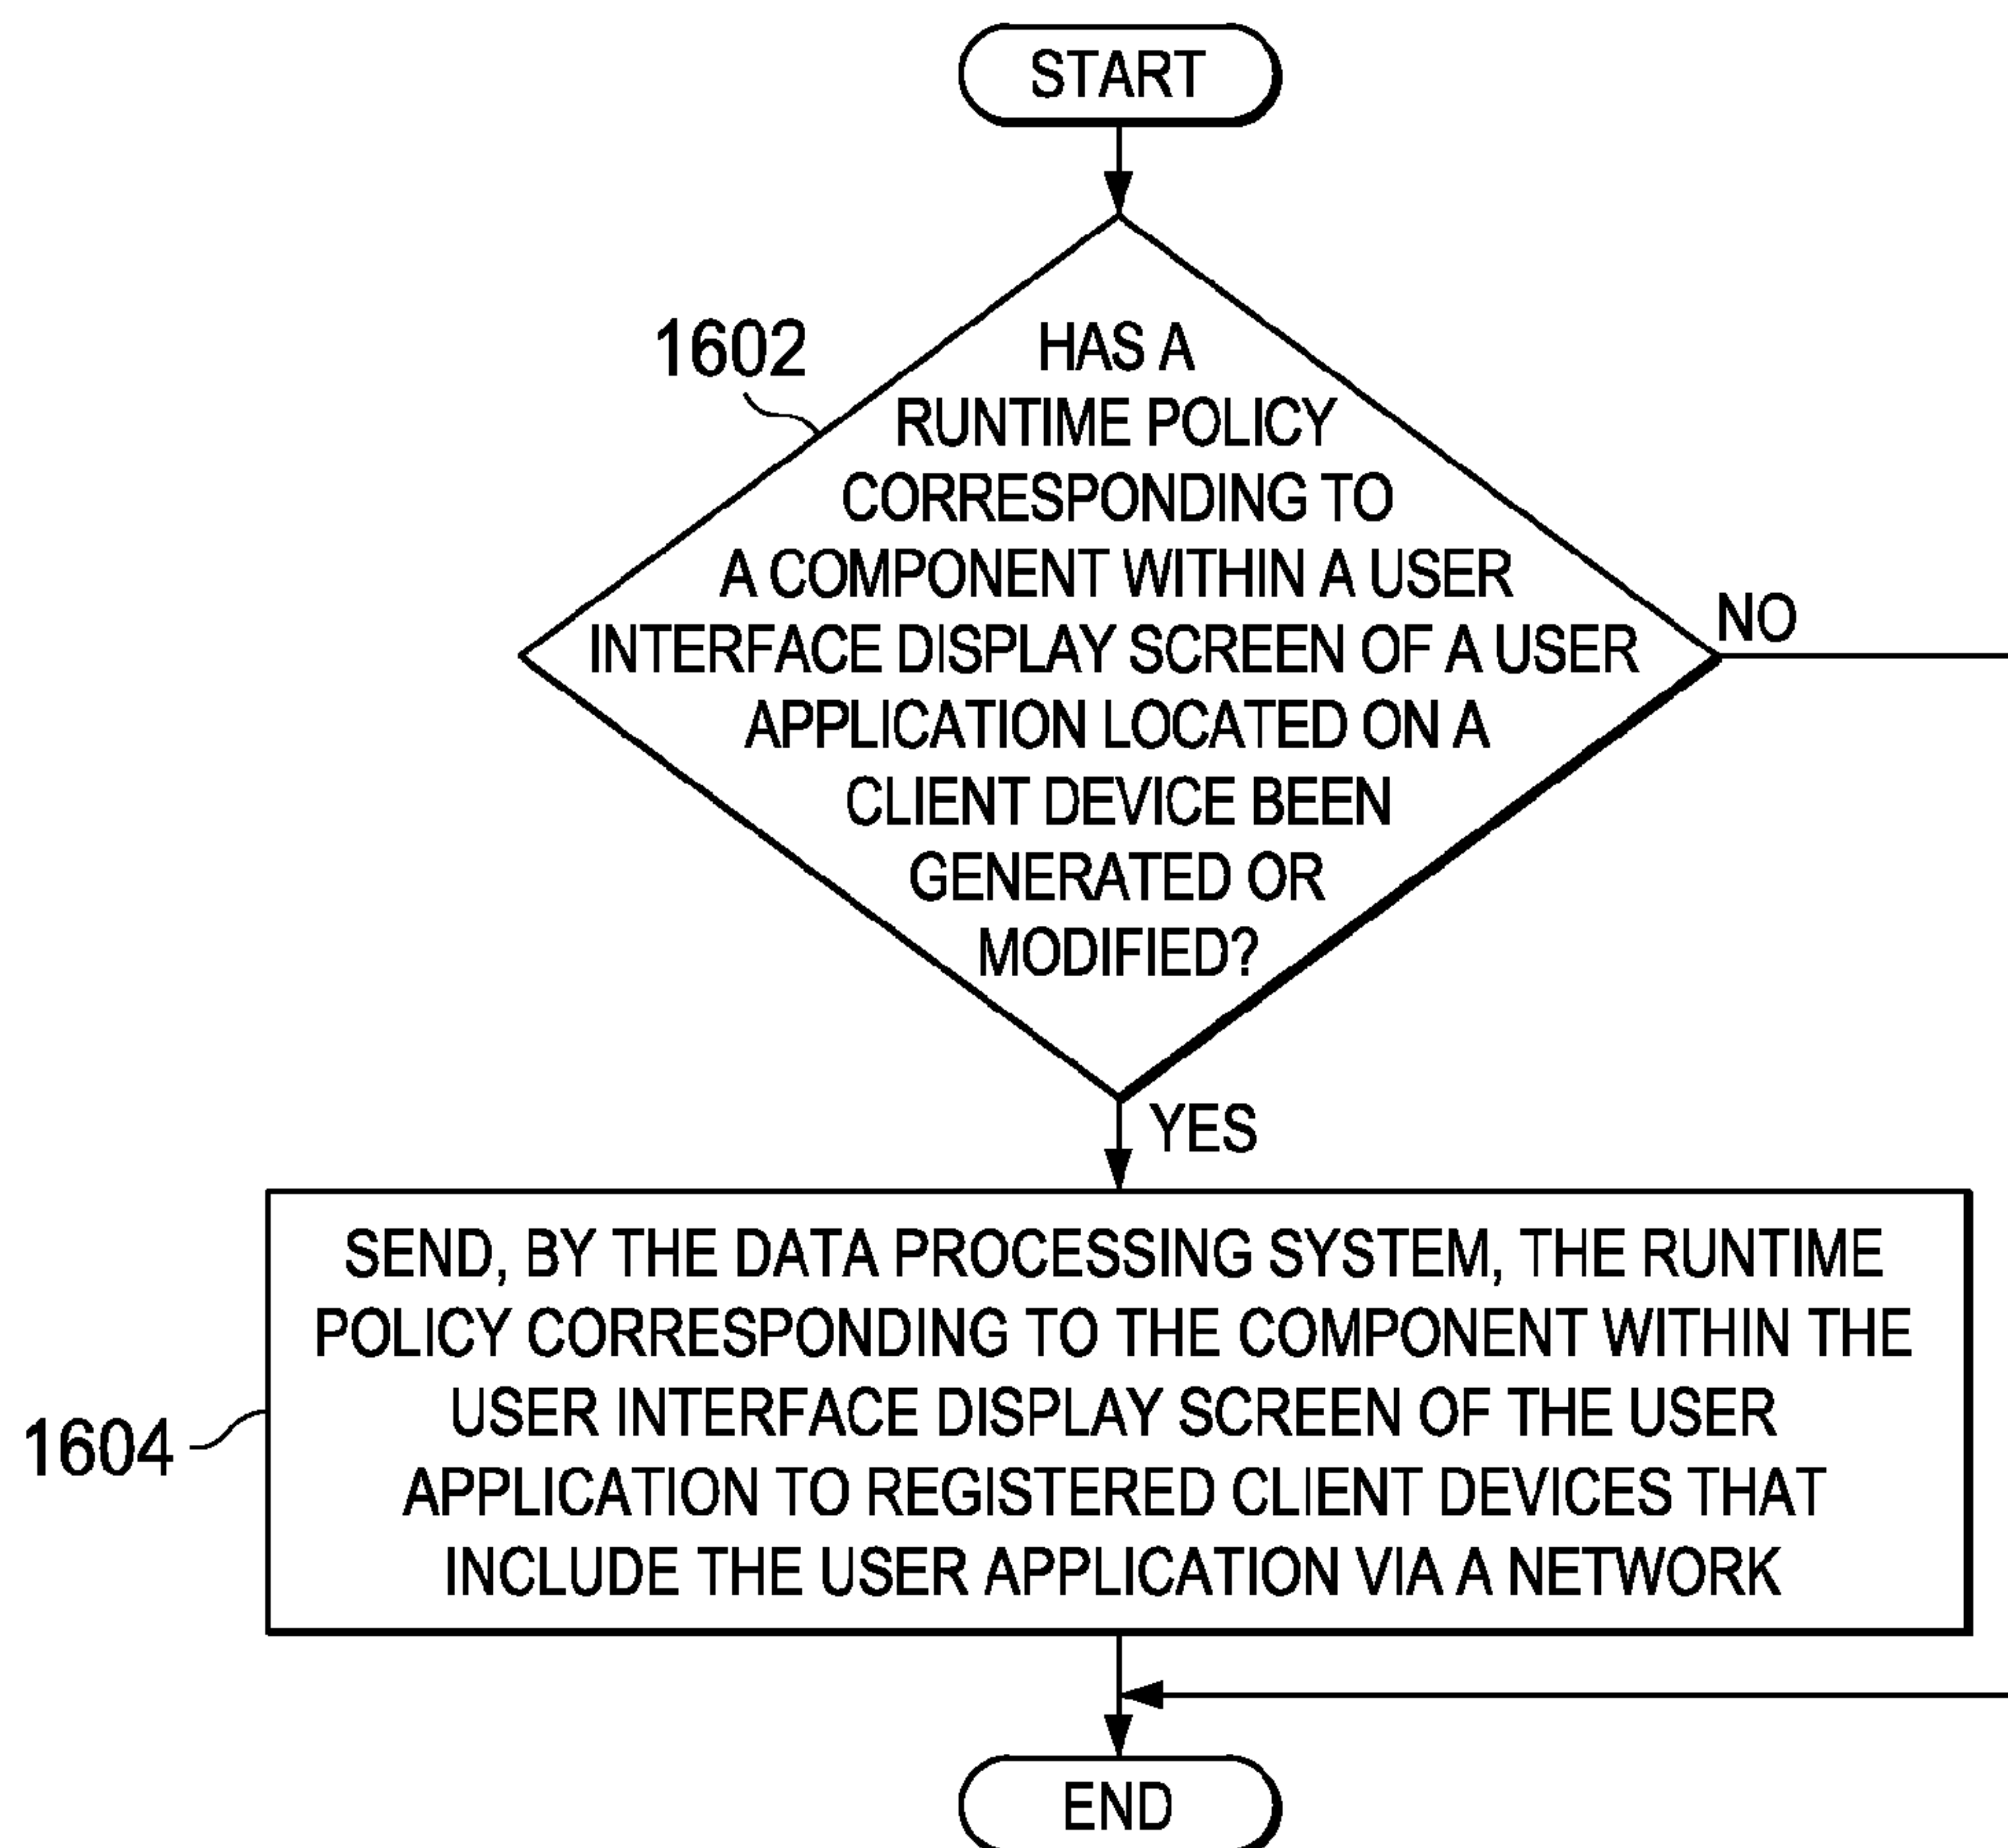 START
1602
HAS A
RUNTIME POLICY
CORRESPONDING TO
A COMPONENT WITHIN A USER
INTERFACE DISPLAY SCREEN OF A USER
APPLICATION LOCATED ON A
CLIENT DEVICE BEEN
GENERATED OR
MODIFIED?
NO
YES
1604
SEND, BY THE DATA PROCESSING SYSTEM, THE RUNTIME
POLICY CORRESPONDING TO THE COMPONENT WITHIN THE
USER INTERFACE DISPLAY SCREEN OF THE USER
APPLICATION TO REGISTERED CLIENT DEVICES THAT
INCLUDE THE USER APPLICATION VIA A NETWORK
END